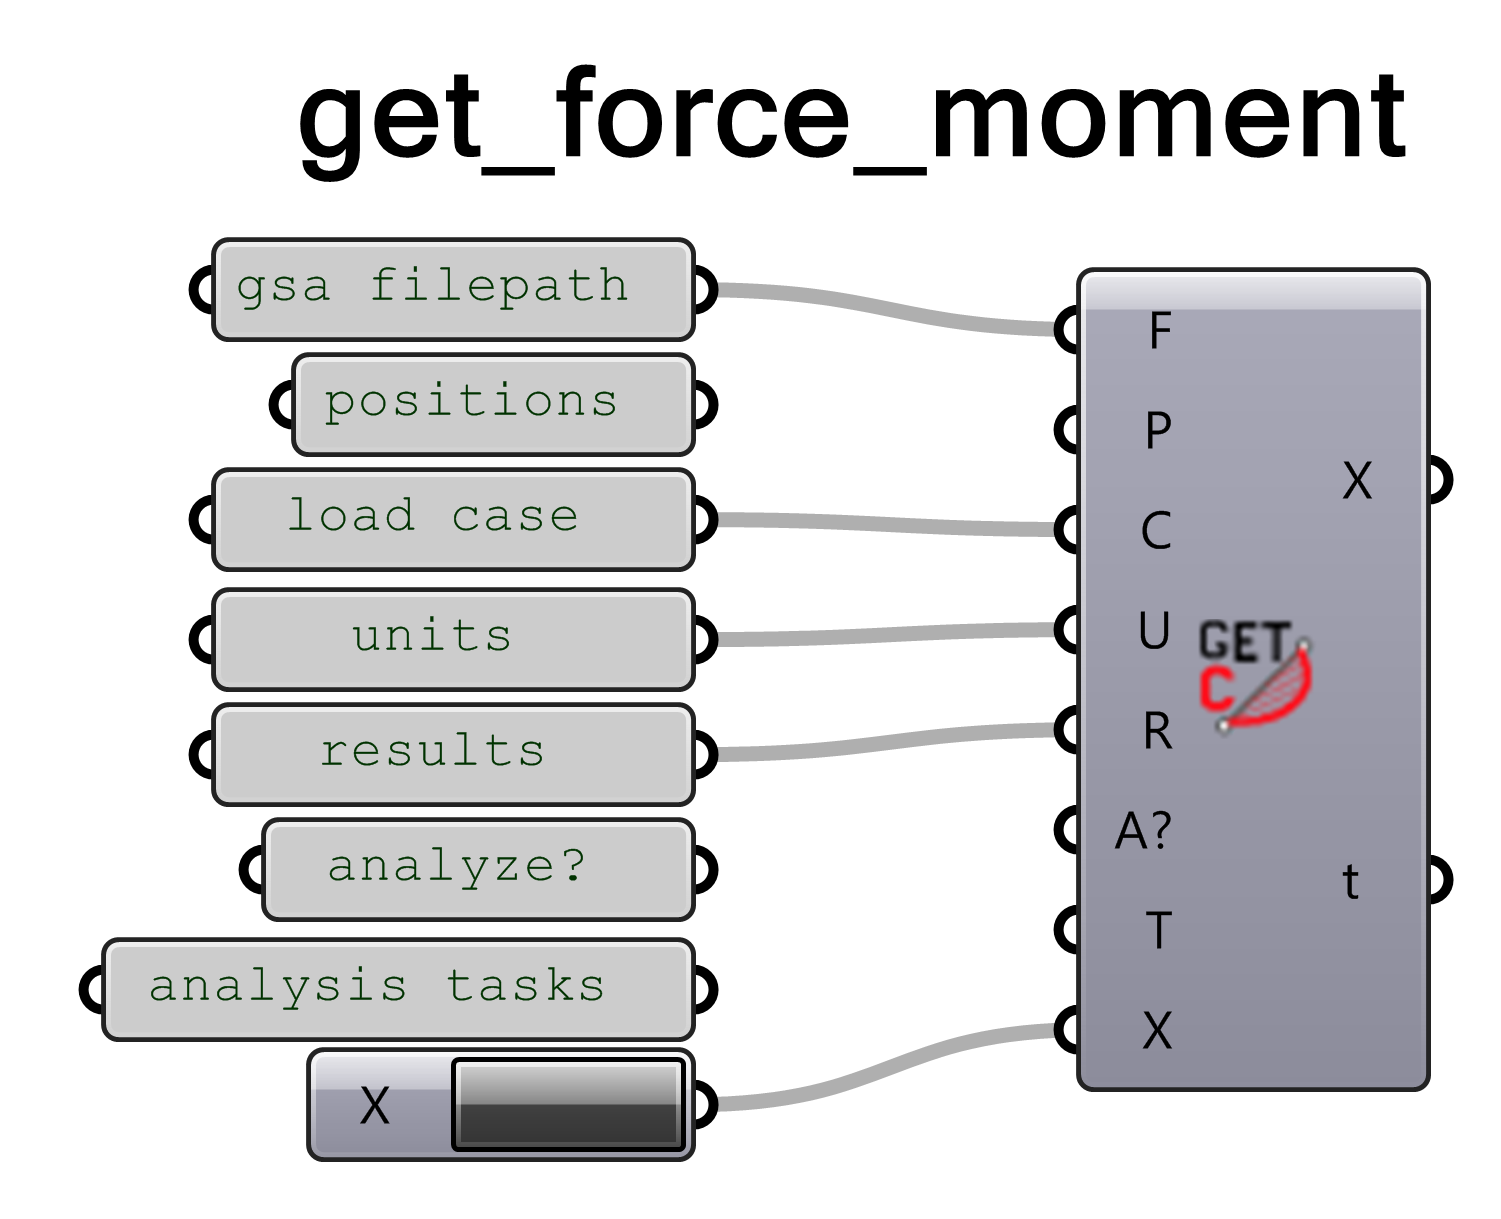 get_force_moment
gsa filepath
F
positions
P
X
load case
C
units
U
GET
C
results
R
analyze?
A?
t
analysis tasks
T
X
X